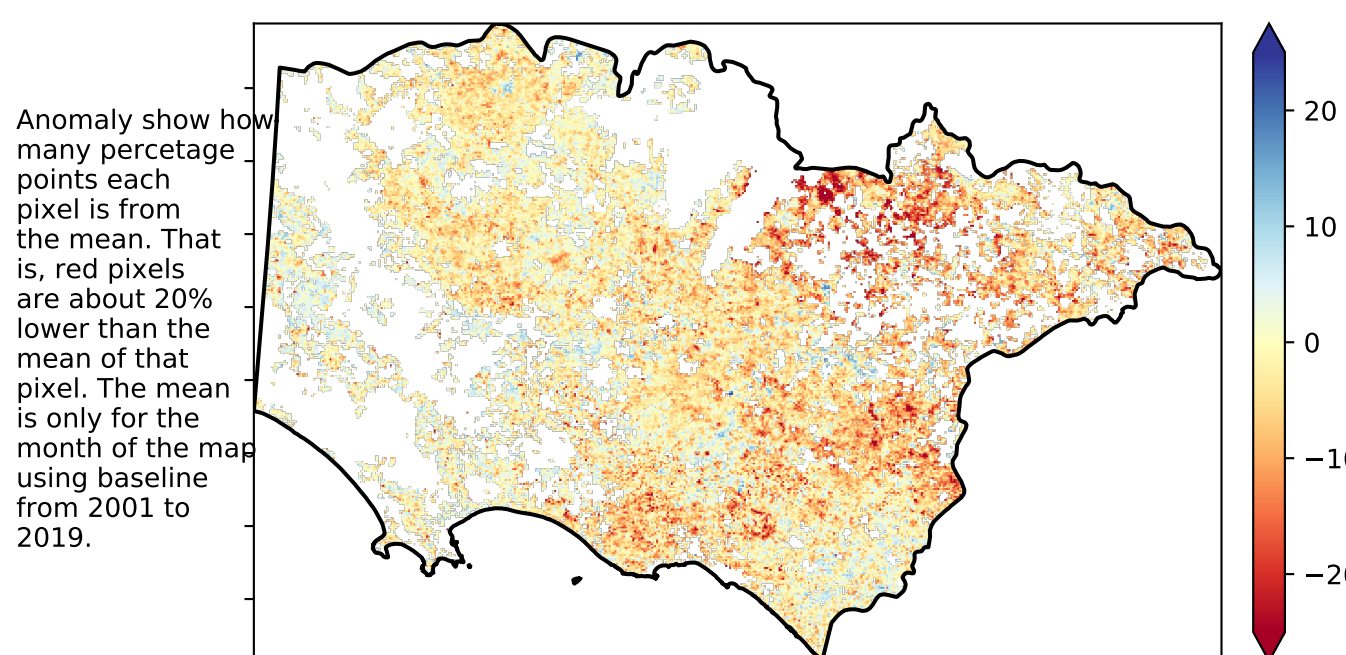 Anomaly show how
many percetage
points each
pixel is from
the mean. That
is, red pixels
are about 20%
lower than the
mean of that
pixel. The mean
is only for the
month of the map
using baseline
from 2001 to
2019.
20
10
0
−10
−20